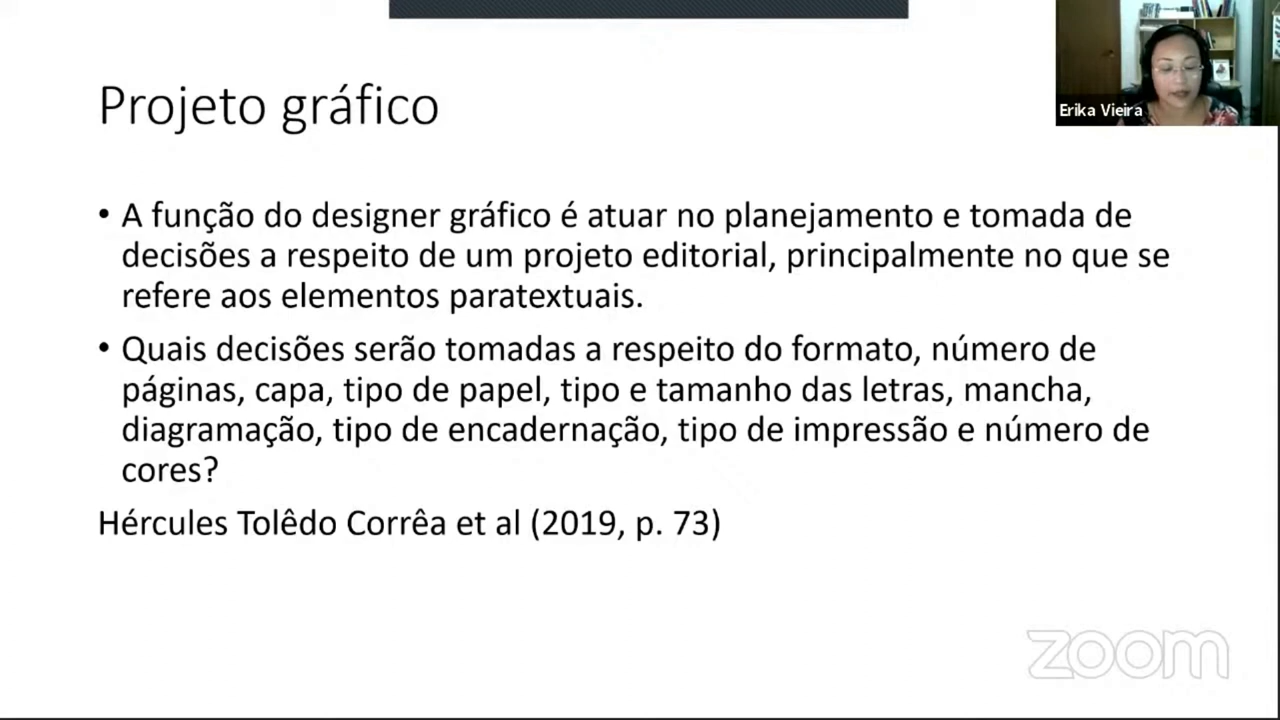 Projeto gráfico
Erika Vieira
• A função do designer gráfico é atuar no planejamento e tomada de
decisões a respeito de um projeto editorial, principalmente no que se
refere aos elementos paratextuais.
• Quais decisões serão tomadas a respeito do formato, número de
páginas, capa, tipo de papel, tipo e tamanho das letras, mancha,
diagramação, tipo de encadernação, tipo de impressão e número de
cores?
Hércules Tolêdo Corrêa et al (2019, p. 73)
zoom